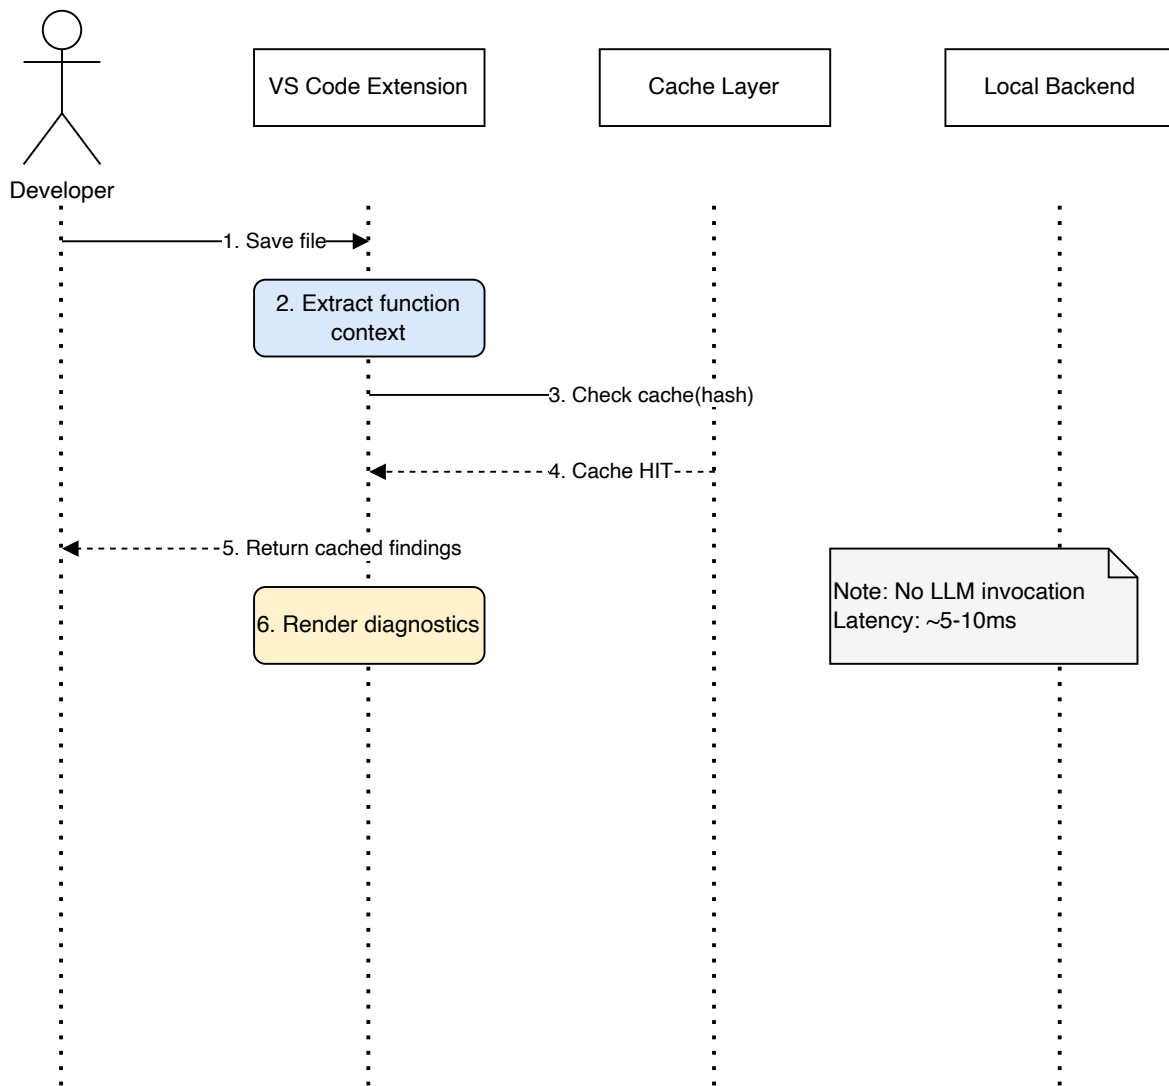 VS Code Extension
Cache Layer
Local Backend
Developer
1. Save file
2. Extract function
context
3. Check cache(hash)
4. Cache HIT
5. Return cached findings
Note: No LLM invocation
Latency: ~5-10ms
6. Render diagnostics